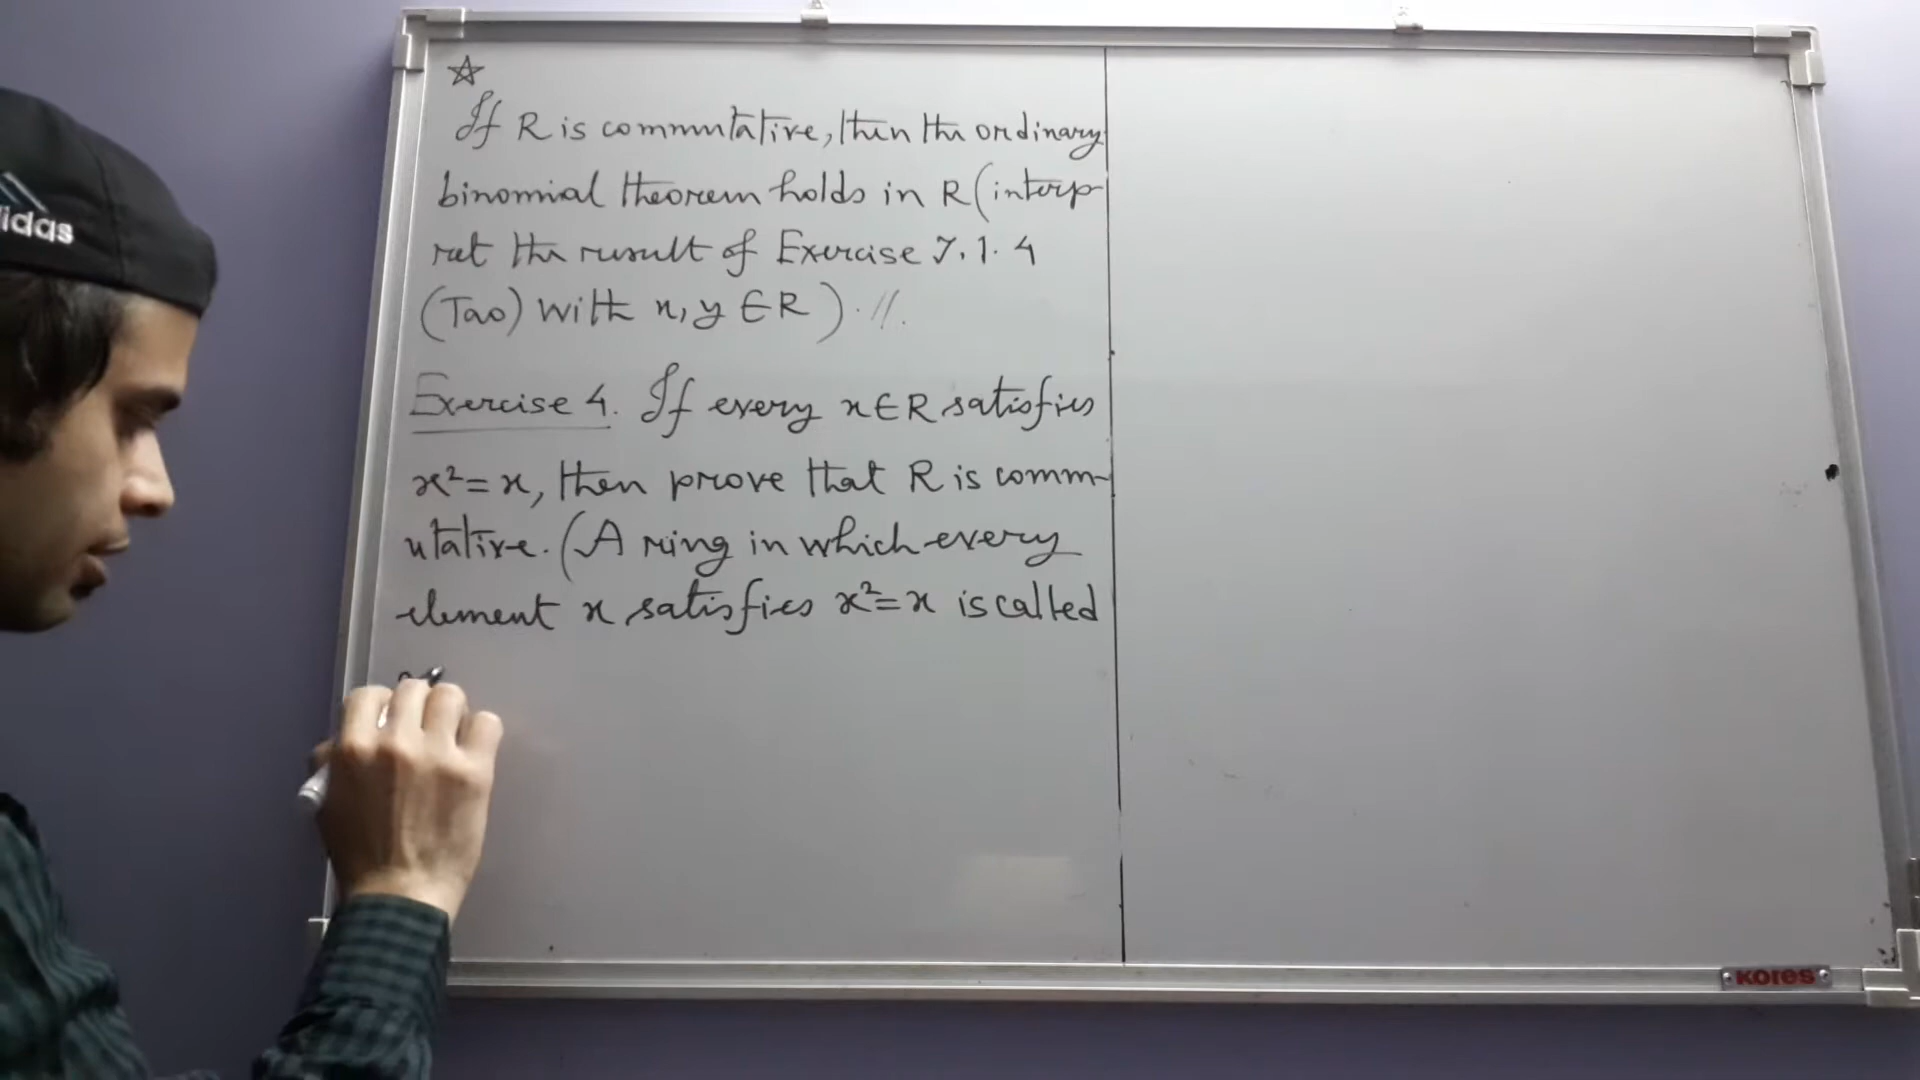 ☆
If R is commutative, then the ordinary
binomial theorem holds in R (interp-
ret the result of Exercise 7.1.4
(Tao) with x, y ∈ R). //.
Exercise 4. If every x ∈ R satisfies
x² = x, then prove that R is comm-
utative. (A ring in which every
element x satisfies x² = x is called
a
idas
KOreS